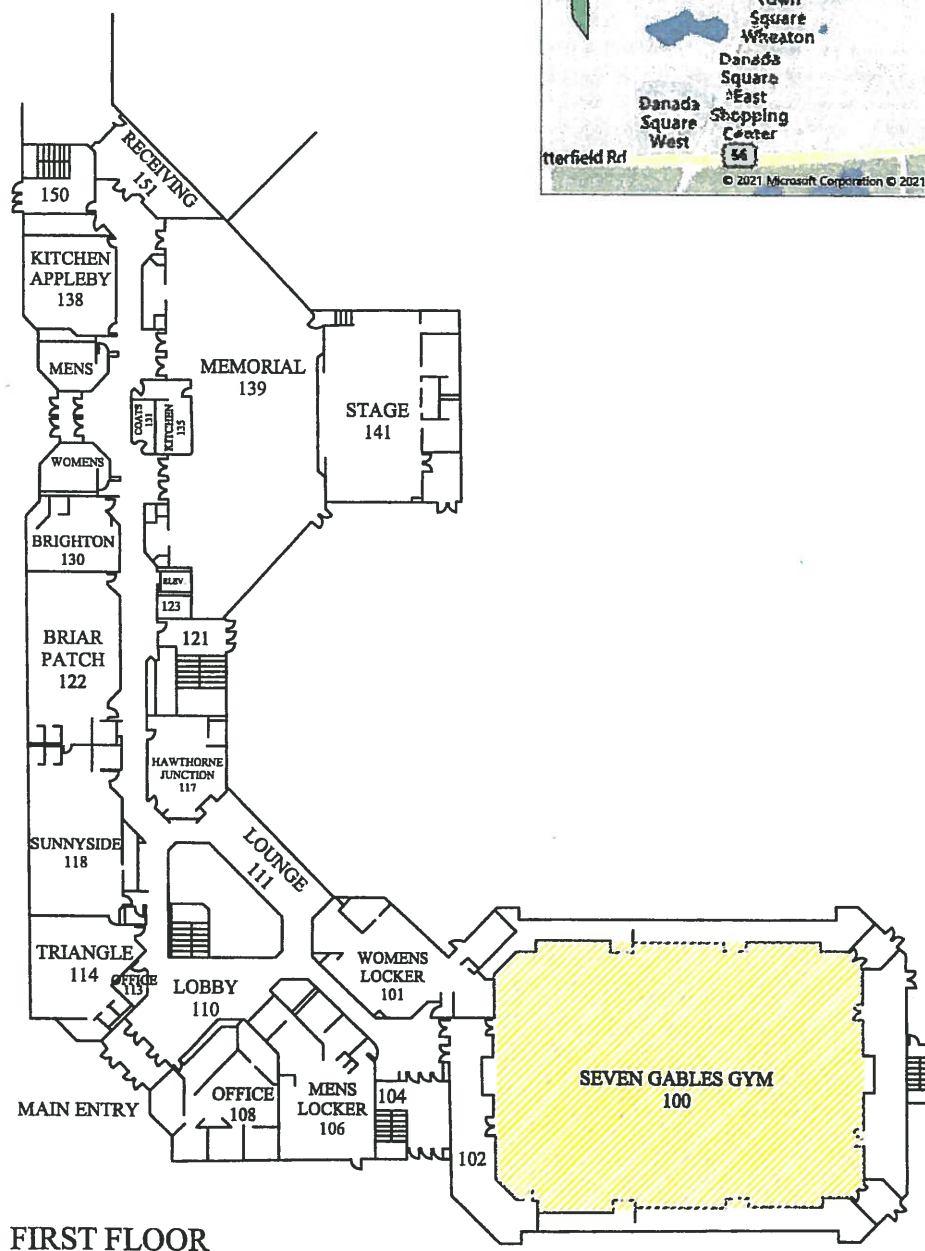 Square
Wheaton
Danada
Square
East
Shopping
Center
Danada
Square
West
tterfield Rd
56
© 2021 Microsoft Corporation © 2021
RECEIVING
151
150
KITCHEN
APPLEBY
138
MENS
MEMORIAL
139
COATS
131
KITCHEN
135
STAGE
141
WOMENS
BRIGHTON
130
ELEV.
123
121
BRIAR
PATCH
122
HAWTHORNE
JUNCTION
117
SUNNYSIDE
118
LOUNGE
111
TRIANGLE
114
OFFICE
113
LOBBY
110
WOMENS
LOCKER
101
MAIN ENTRY
OFFICE
108
MENS
LOCKER
106
104
102
SEVEN GABLES GYM
100
FIRST FLOOR